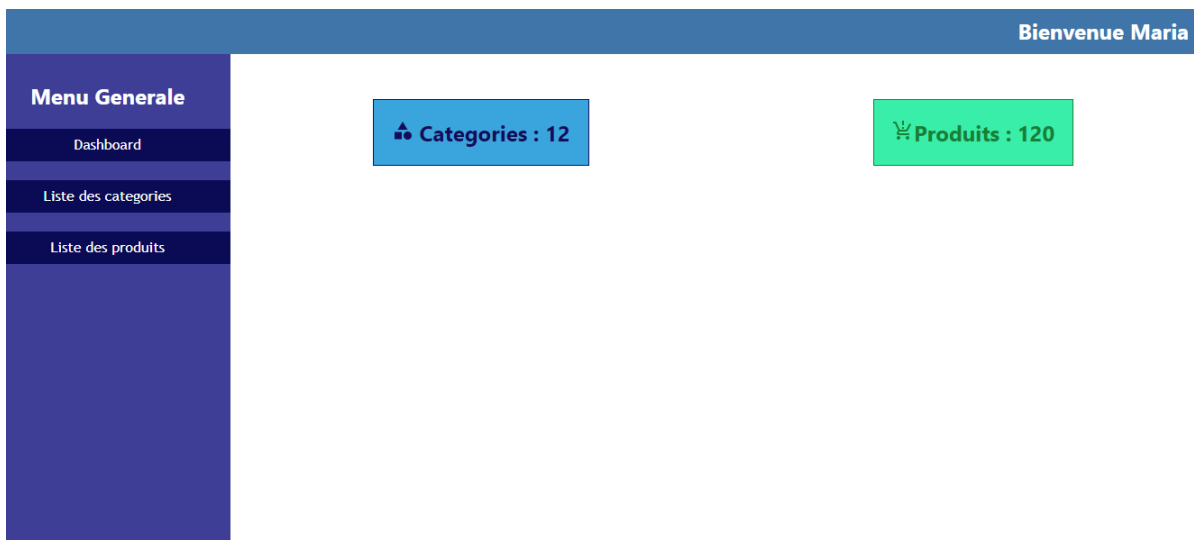 Bienvenue Maria
Menu Generale
Dashboard
Liste des categories
Liste des produits
Categories : 12
Produits : 120